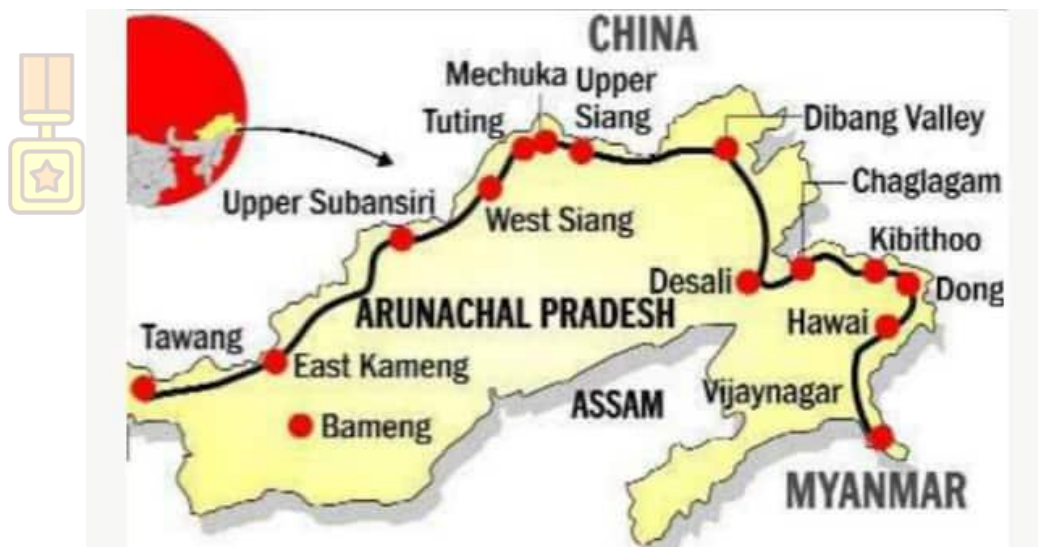 CHINA
Mechuka
Upper
Siang
Tuting
Dibang Valley
Chaglagam
Upper Subansiri
West Siang
Kibithoo
Desali
Dong
ARUNACHAL PRADESH
Hawai
Tawang
East Kameng
ASSAM
Vijaynagar
Bameng
MYANMAR